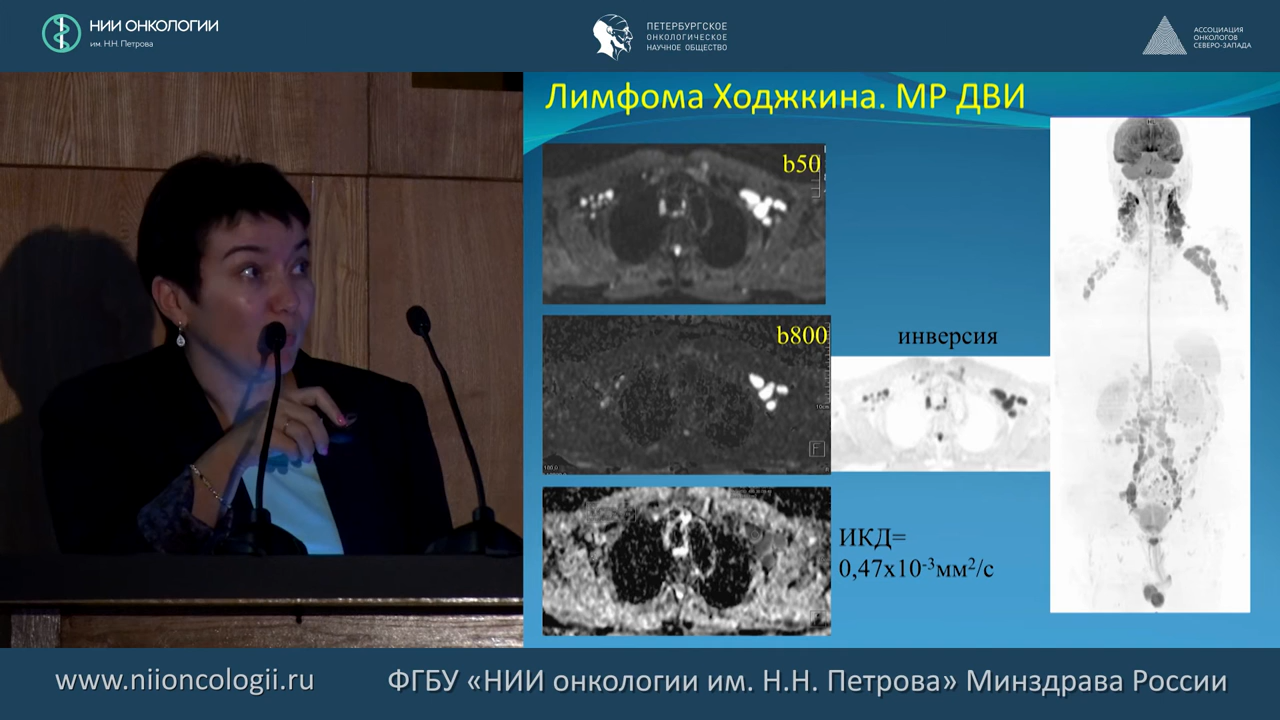 НИИ ОНКОЛОГИИ
им. Н.Н. Петрова
ПЕТЕРБУРГСКОЕ
ОНКОЛОГИЧЕСКОЕ
НАУЧНОЕ ОБЩЕСТВО
АССОЦИАЦИЯ
ОНКОЛОГОВ
СЕВЕРО-ЗАПАДА
Лимфома Ходжкина. МР ДВИ
b50
b800
инверсия
10cm
F
ИКД=
0,47x10⁻³мм²/с
www.niioncologii.ru
ФГБУ «НИИ онкологии им. Н.Н. Петрова» Минздрава России